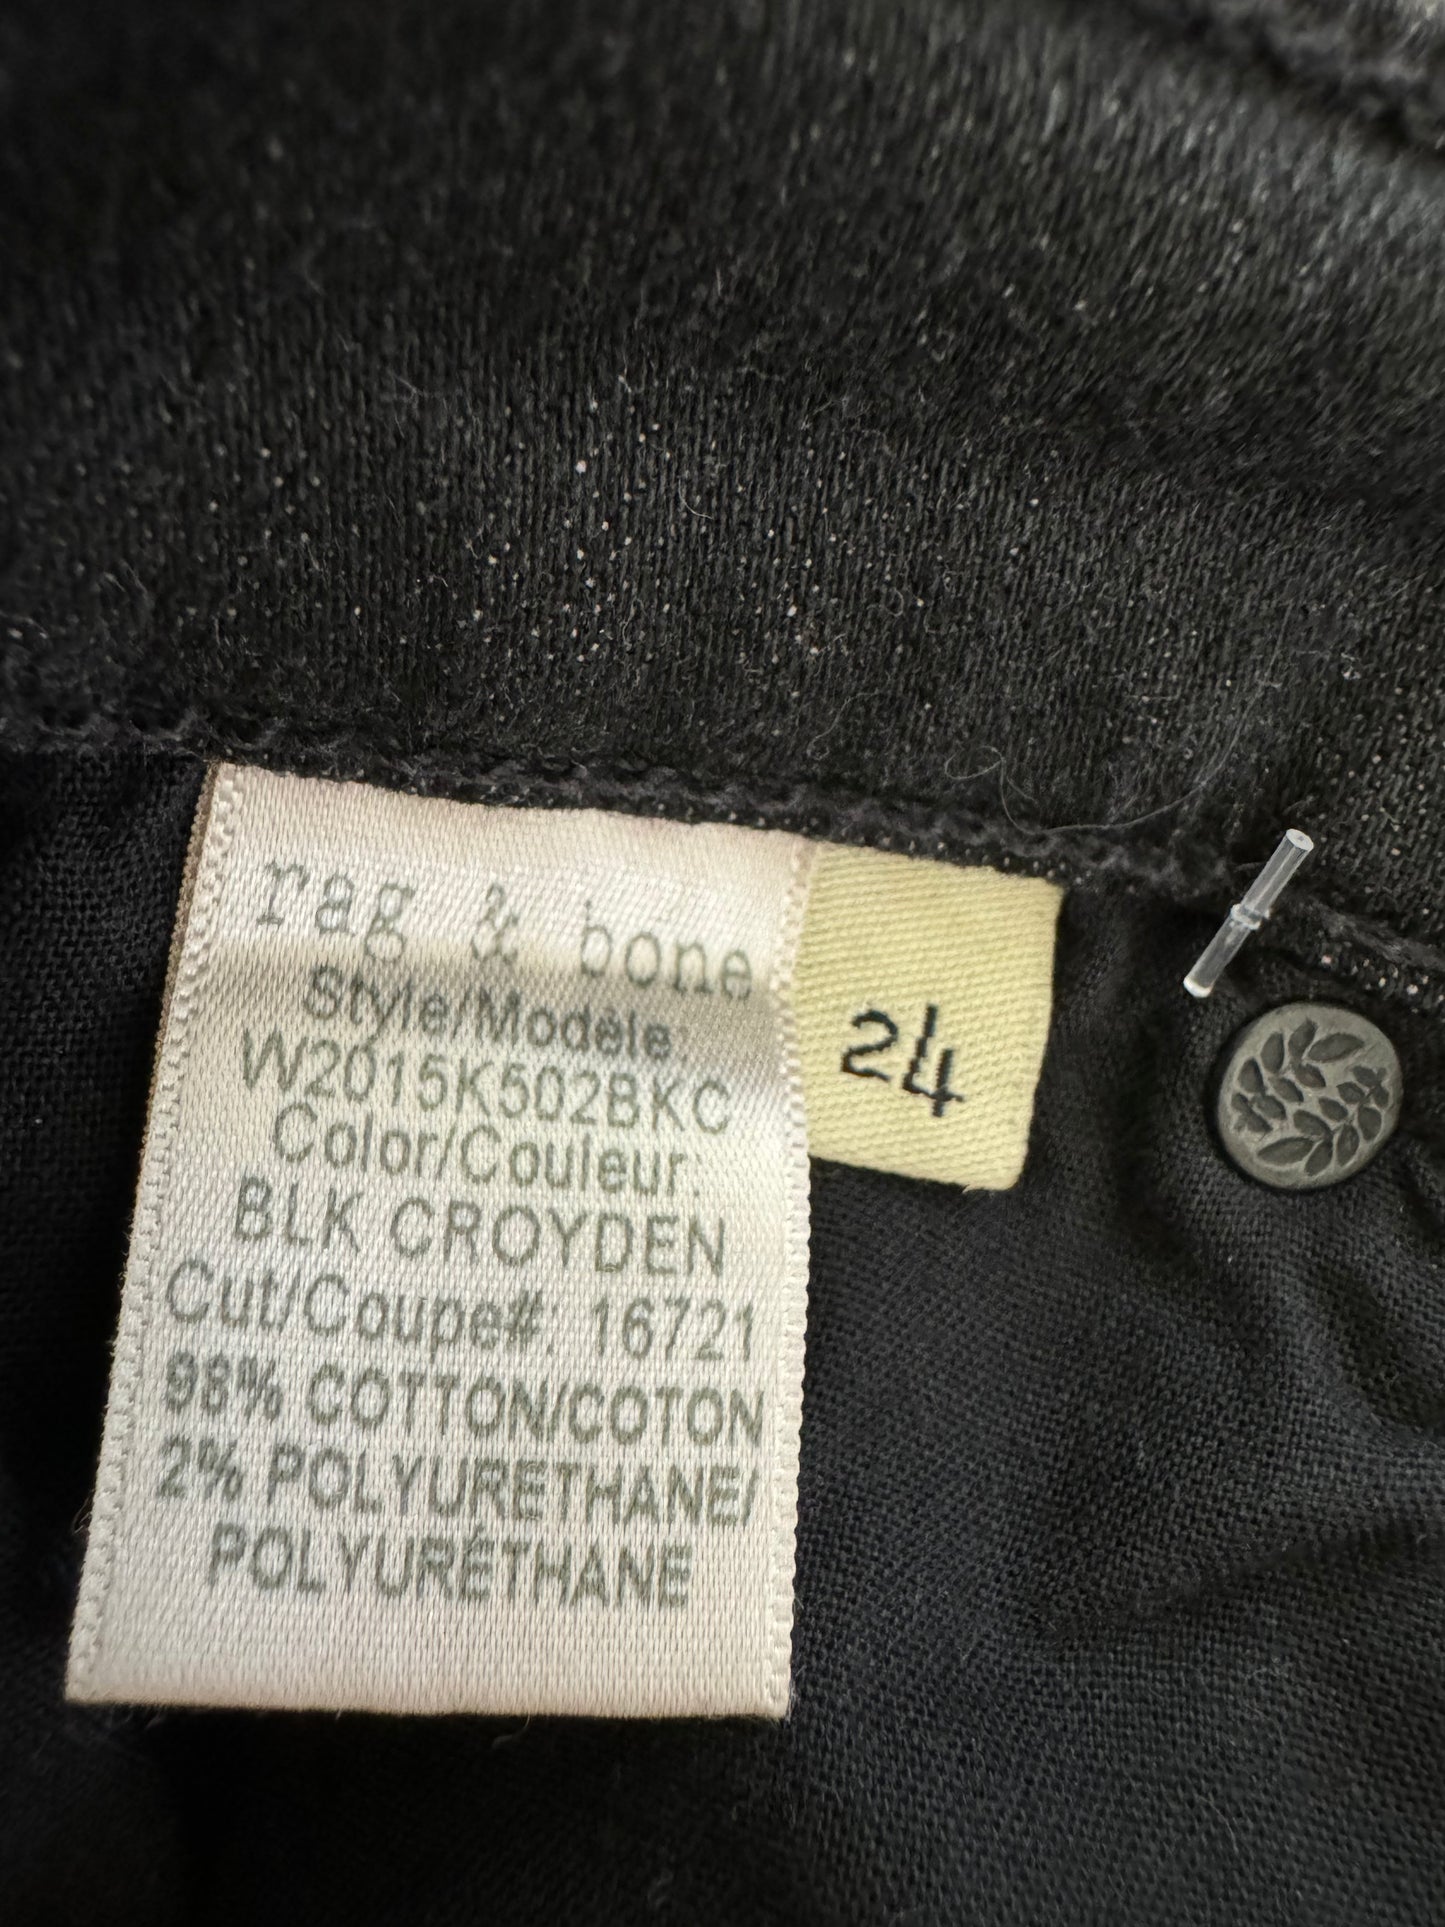 rag & bone
Style/Modèle
W2015K502BKC
Color/Couleur:
BLK CROYDEN
Cut/Coupe#: 16721
98% COTTON/COTON
2% POLYURETHANE/
POLYURÉTHANE
24